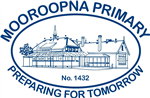 MOOROOPNA PRIMARY
No. 1432
PREPARING FOR TOMORROW